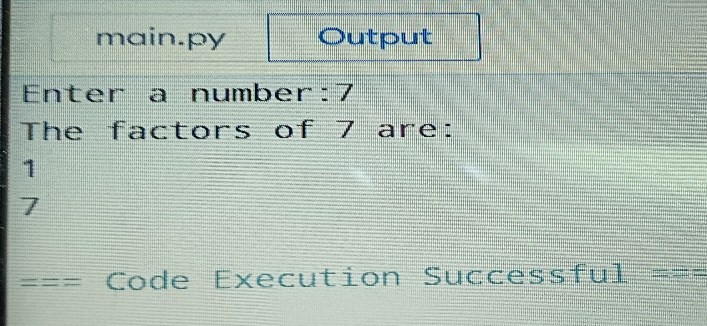 main.py Output
Enter a number:7
The factors of 7 are:
1
7
=== Code Execution Successful ===